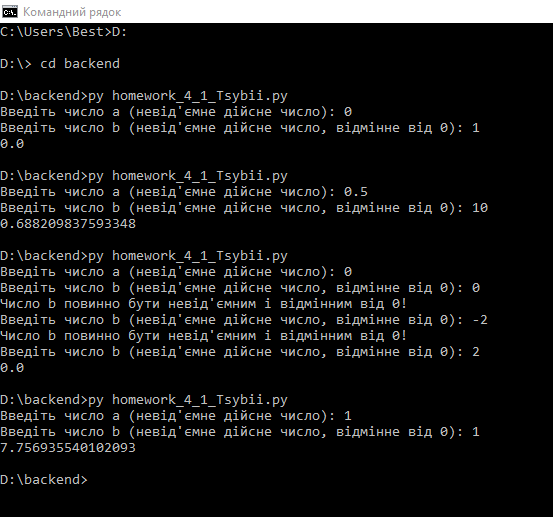 Командний рядок
C:\Users\Best>D:
D:\> cd backend
D:\backend>py homework_4_1_Tsybii.py
Введіть число a (невід'ємне дійсне число): 0
Введіть число b (невід'ємне дійсне число, відмінне від 0): 1
0.0
D:\backend>py homework_4_1_Tsybii.py
Введіть число a (невід'ємне дійсне число): 0.5
Введіть число b (невід'ємне дійсне число, відмінне від 0): 10
0.688209837593348
D:\backend>py homework_4_1_Tsybii.py
Введіть число a (невід'ємне дійсне число): 0
Введіть число b (невід'ємне дійсне число, відмінне від 0): 0
Число b повинно бути невід'ємним і відмінним від 0!
Введіть число b (невід'ємне дійсне число, відмінне від 0): -2
Число b повинно бути невід'ємним і відмінним від 0!
Введіть число b (невід'ємне дійсне число, відмінне від 0): 2
0.0
D:\backend>py homework_4_1_Tsybii.py
Введіть число a (невід'ємне дійсне число): 1
Введіть число b (невід'ємне дійсне число, відмінне від 0): 1
7.756935540102093
D:\backend>